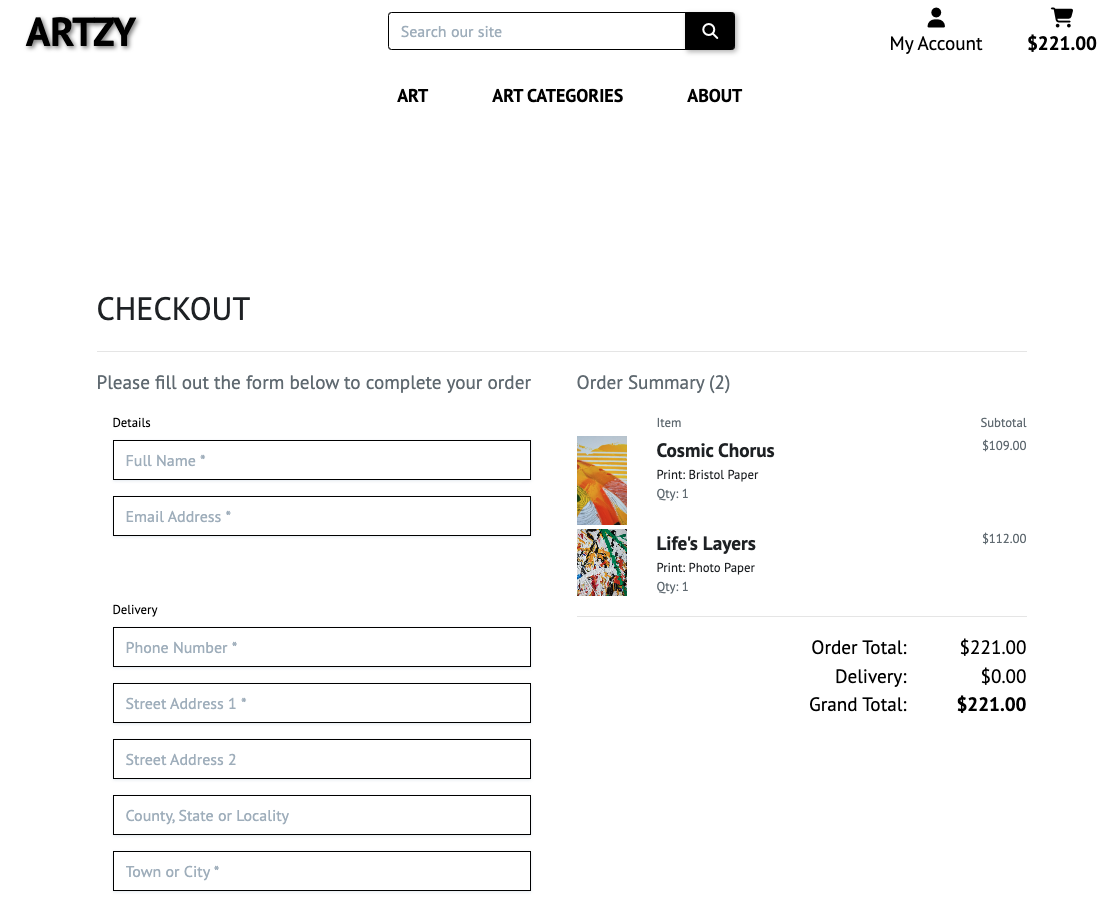 ARTZY
Search our site
My Account
$221.00
ART
ART CATEGORIES
ABOUT
CHECKOUT
Please fill out the form below to complete your order
Details
Full Name *
Email Address *
Delivery
Phone Number *
Street Address 1 *
Street Address 2
County, State or Locality
Town or City *
Order Summary (2)
Item Subtotal
Cosmic Chorus $109.00
Print: Bristol Paper
Qty: 1
Life's Layers $112.00
Print: Photo Paper
Qty: 1
Order Total: $221.00
Delivery: $0.00
Grand Total: $221.00